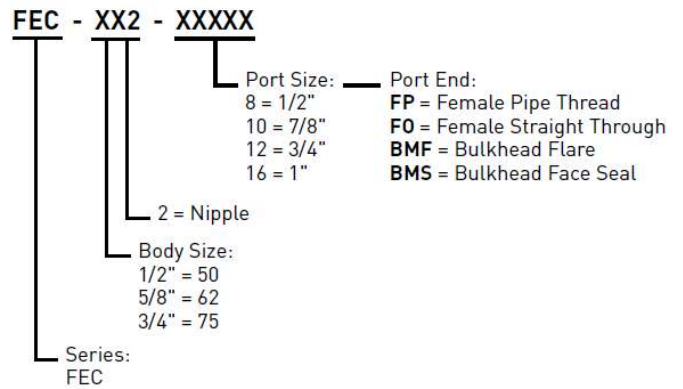 FEC - XX2 - XXXXX
Port Size:
8 = 1/2"
10 = 7/8"
12 = 3/4"
16 = 1"
Port End:
FP = Female Pipe Thread
FO = Female Straight Through
BMF = Bulkhead Flare
BMS = Bulkhead Face Seal
2 = Nipple
Body Size:
1/2" = 50
5/8" = 62
3/4" = 75
Series:
FEC